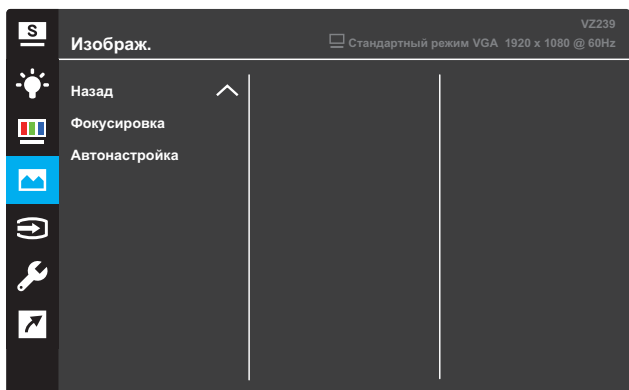 S
VZ239
Изображ.
Стандартный режим VGA 1920 x 1080 @ 60Hz
Назад
Фокусировка
Автонастройка